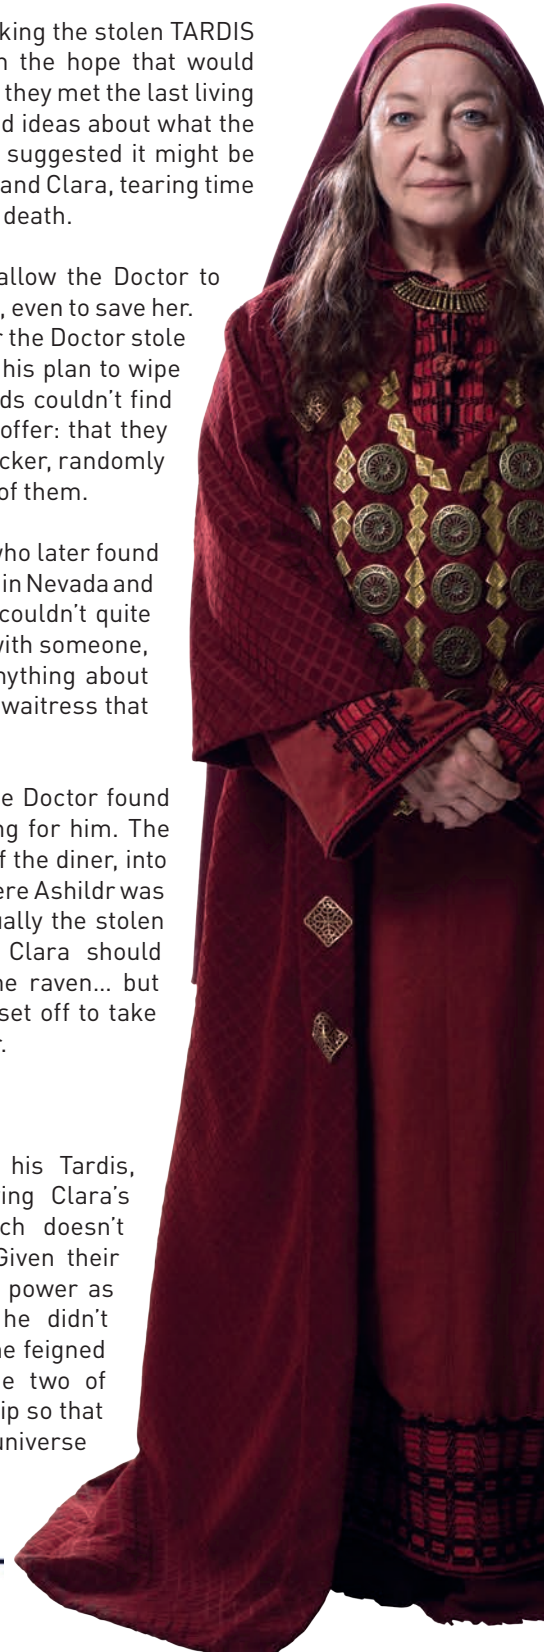 king the stolen TARDIS
n the hope that would
they met the last living
d ideas about what the
suggested it might be
and Clara, tearing time
death.
allow the Doctor to
, even to save her.
r the Doctor stole
his plan to wipe
ds couldn't find
offer: that they
cker, randomly
of them.
who later found
in Nevada and
couldn't quite
with someone,
nything about
waitress that
e Doctor found
ng for him. The
f the diner, into
ere Ashildr was
ually the stolen
Clara should
ne raven... but
set off to take
r.
his Tardis,
ing Clara's
ch doesn't
Given their
power as
he didn't
ne feigned
e two of
ip so that
universe